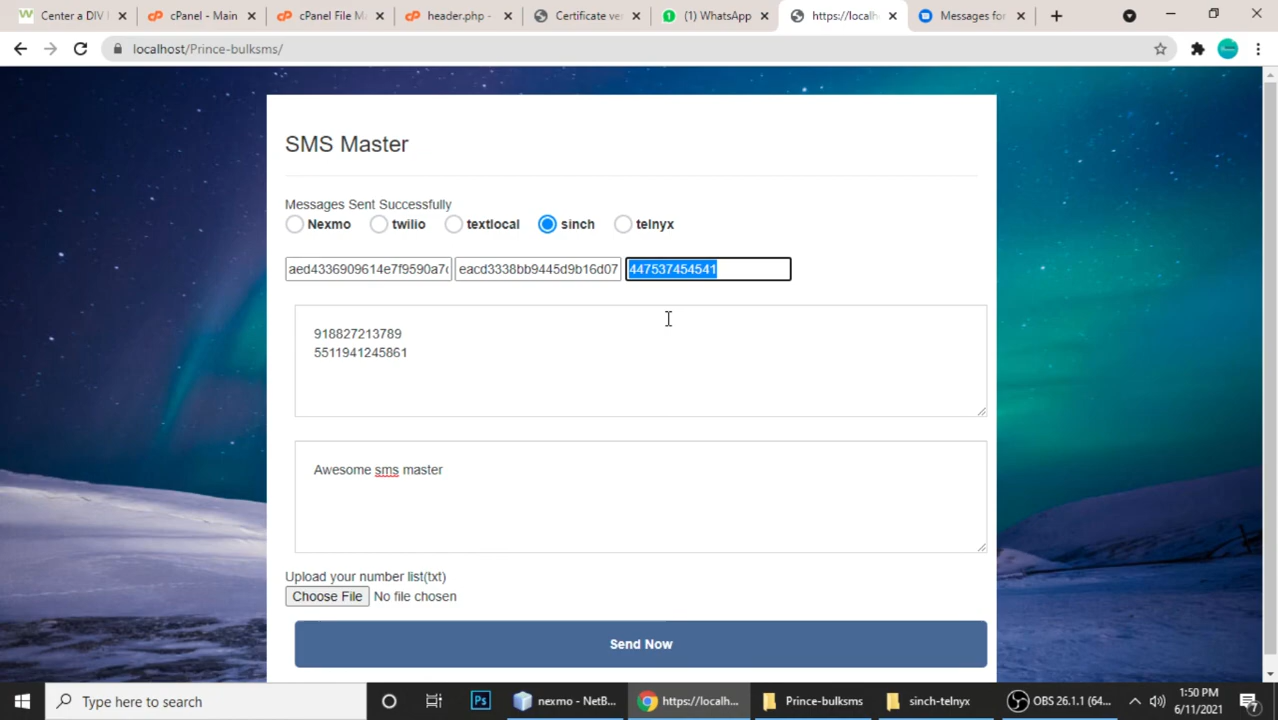 Center a DIV
cPanel - Main
cPanel File M
header.php -
Certificate ve
(1) WhatsApp
https://localh
Messages for
localhost/Prince-bulksms/
SMS Master
Messages Sent Successfully
Nexmo twilio textlocal sinch telnyx
aed4336909614e7f9590a7 eacd3338bb9445d9b16d07 447537454541
918827213789
5511941245861
Awesome sms master
Upload your number list(txt)
Choose File No file chosen
Send Now
Type here to search
Ps
nexmo - NetB...
https://localh...
Prince-bulksms
sinch-telnyx
OBS 26.1.1 (64...
1:50 PM
6/11/2021
7